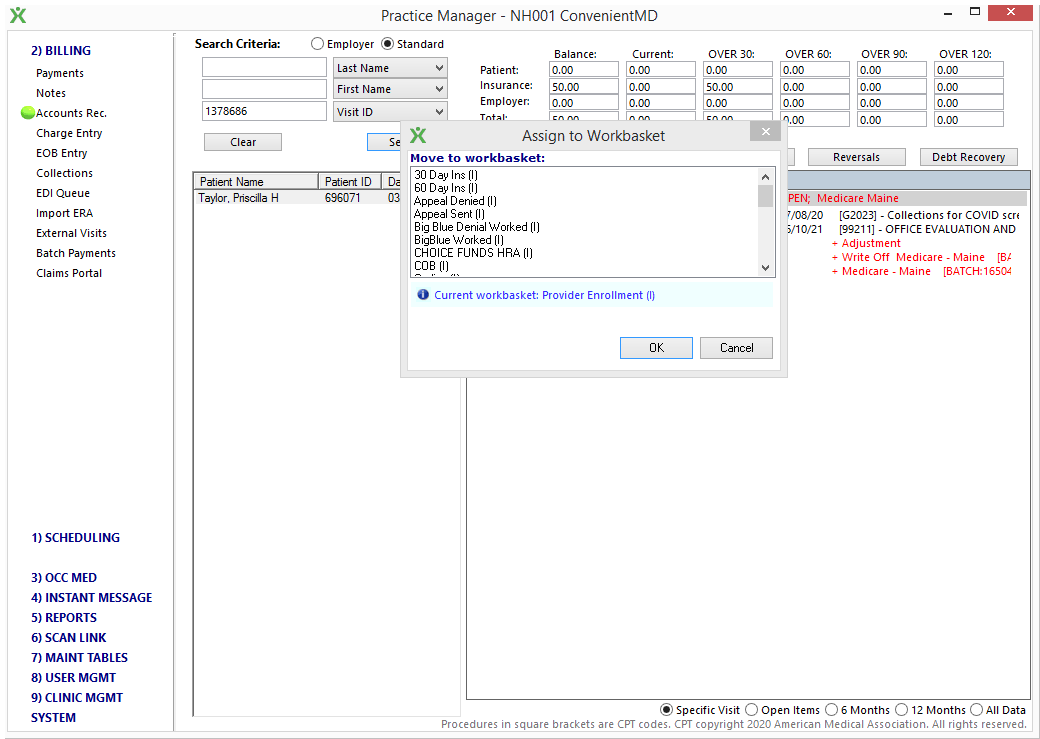 Practice Manager - NH001 ConvenientMD
2) BILLING
Payments
Notes
Accounts Rec.
Charge Entry
EOB Entry
Collections
EDI Queue
Import ERA
External Visits
Batch Payments
Claims Portal
1) SCHEDULING
3) OCC MED
4) INSTANT MESSAGE
5) REPORTS
6) SCAN LINK
7) MAINT TABLES
8) USER MGMT
9) CLINIC MGMT
SYSTEM
Search Criteria: Employer Standard
Last Name
First Name
1378686 Visit ID
Clear Se
Balance: Current: OVER 30: OVER 60: OVER 90: OVER 120:
Patient: 0.00 0.00 0.00 0.00 0.00 0.00
Insurance: 50.00 0.00 50.00 0.00 0.00 0.00
Employer: 0.00 0.00 0.00 0.00 0.00 0.00
Total: 50.00 0.00 50.00 0.00 0.00 0.00
Reversals Debt Recovery
Patient Name Patient ID Da
Taylor, Priscilla H 696071 03
Assign to Workbasket
Move to workbasket:
30 Day Ins (I)
60 Day Ins (I)
Appeal Denied (I)
Appeal Sent (I)
Big Blue Denial Worked (I)
BigBlue Worked (I)
CHOICE FUNDS HRA (I)
COB (I)
Current workbasket: Provider Enrollment (I)
OK Cancel
PEN; Medicare Maine
7/08/20 [G2023] - Collections for COVID scre
5/10/21 [99211] - OFFICE EVALUATION AND
+ Adjustment
+ Write Off Medicare - Maine [BA
+ Medicare - Maine [BATCH:16504
Specific Visit Open Items 6 Months 12 Months All Data
Procedures in square brackets are CPT codes. CPT copyright 2020 American Medical Association. All rights reserved.